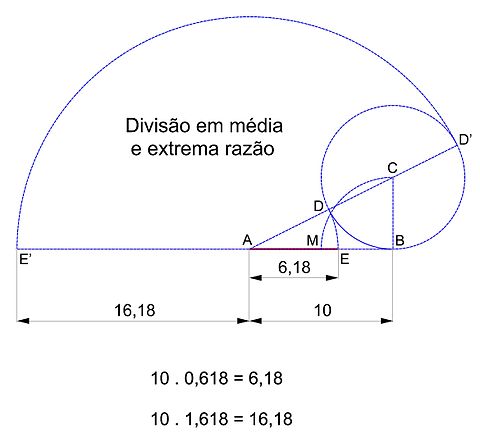 Divisão em média
e extrema razão
D'
C
D
E'
A
M
E
B
6,18
16,18
10
10 . 0,618 = 6,18
10 . 1,618 = 16,18